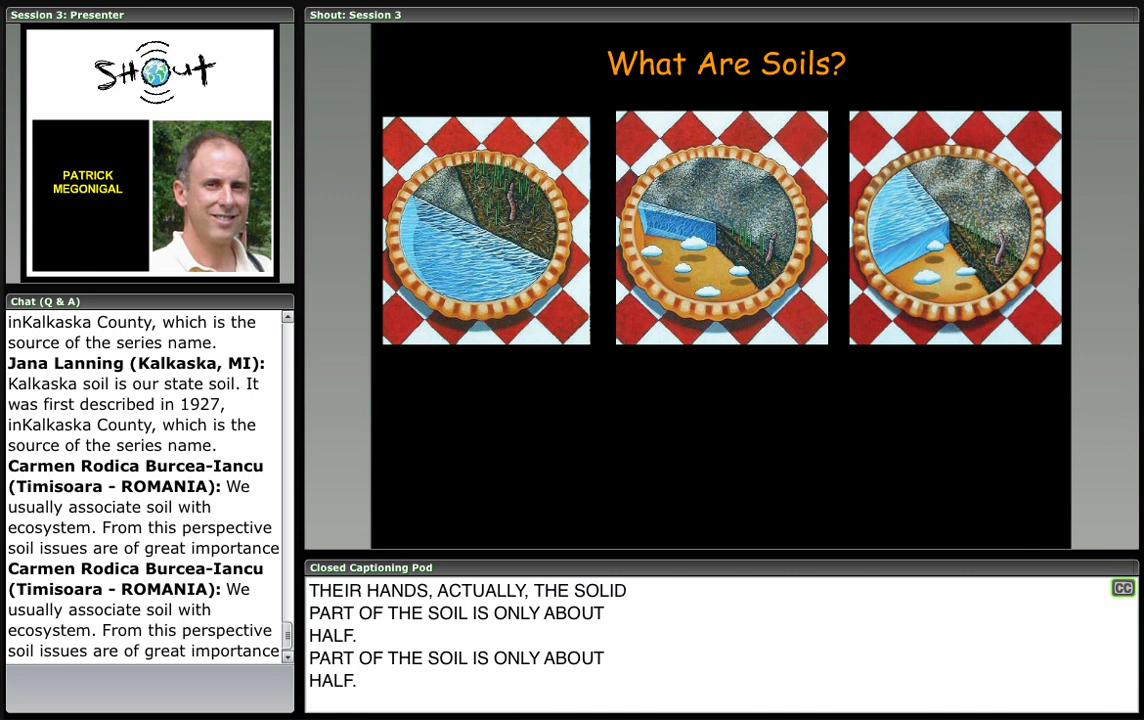 Session 3: Presenter
SHOUT
PATRICK
MEGONIGAL
Chat (Q & A)
inKalkaska County, which is the
source of the series name.
Jana Lanning (Kalkaska, MI):
Kalkaska soil is our state soil. It
was first described in 1927,
inKalkaska County, which is the
source of the series name.
Carmen Rodica Burcea-Iancu
(Timisoara - ROMANIA): We
usually associate soil with
ecosystem. From this perspective
soil issues are of great importance
Carmen Rodica Burcea-Iancu
(Timisoara - ROMANIA): We
usually associate soil with
ecosystem. From this perspective
soil issues are of great importance
Shout: Session 3
What Are Soils?
Closed Captioning Pod
THEIR HANDS, ACTUALLY, THE SOLID
PART OF THE SOIL IS ONLY ABOUT
HALF.
PART OF THE SOIL IS ONLY ABOUT
HALF.
CC